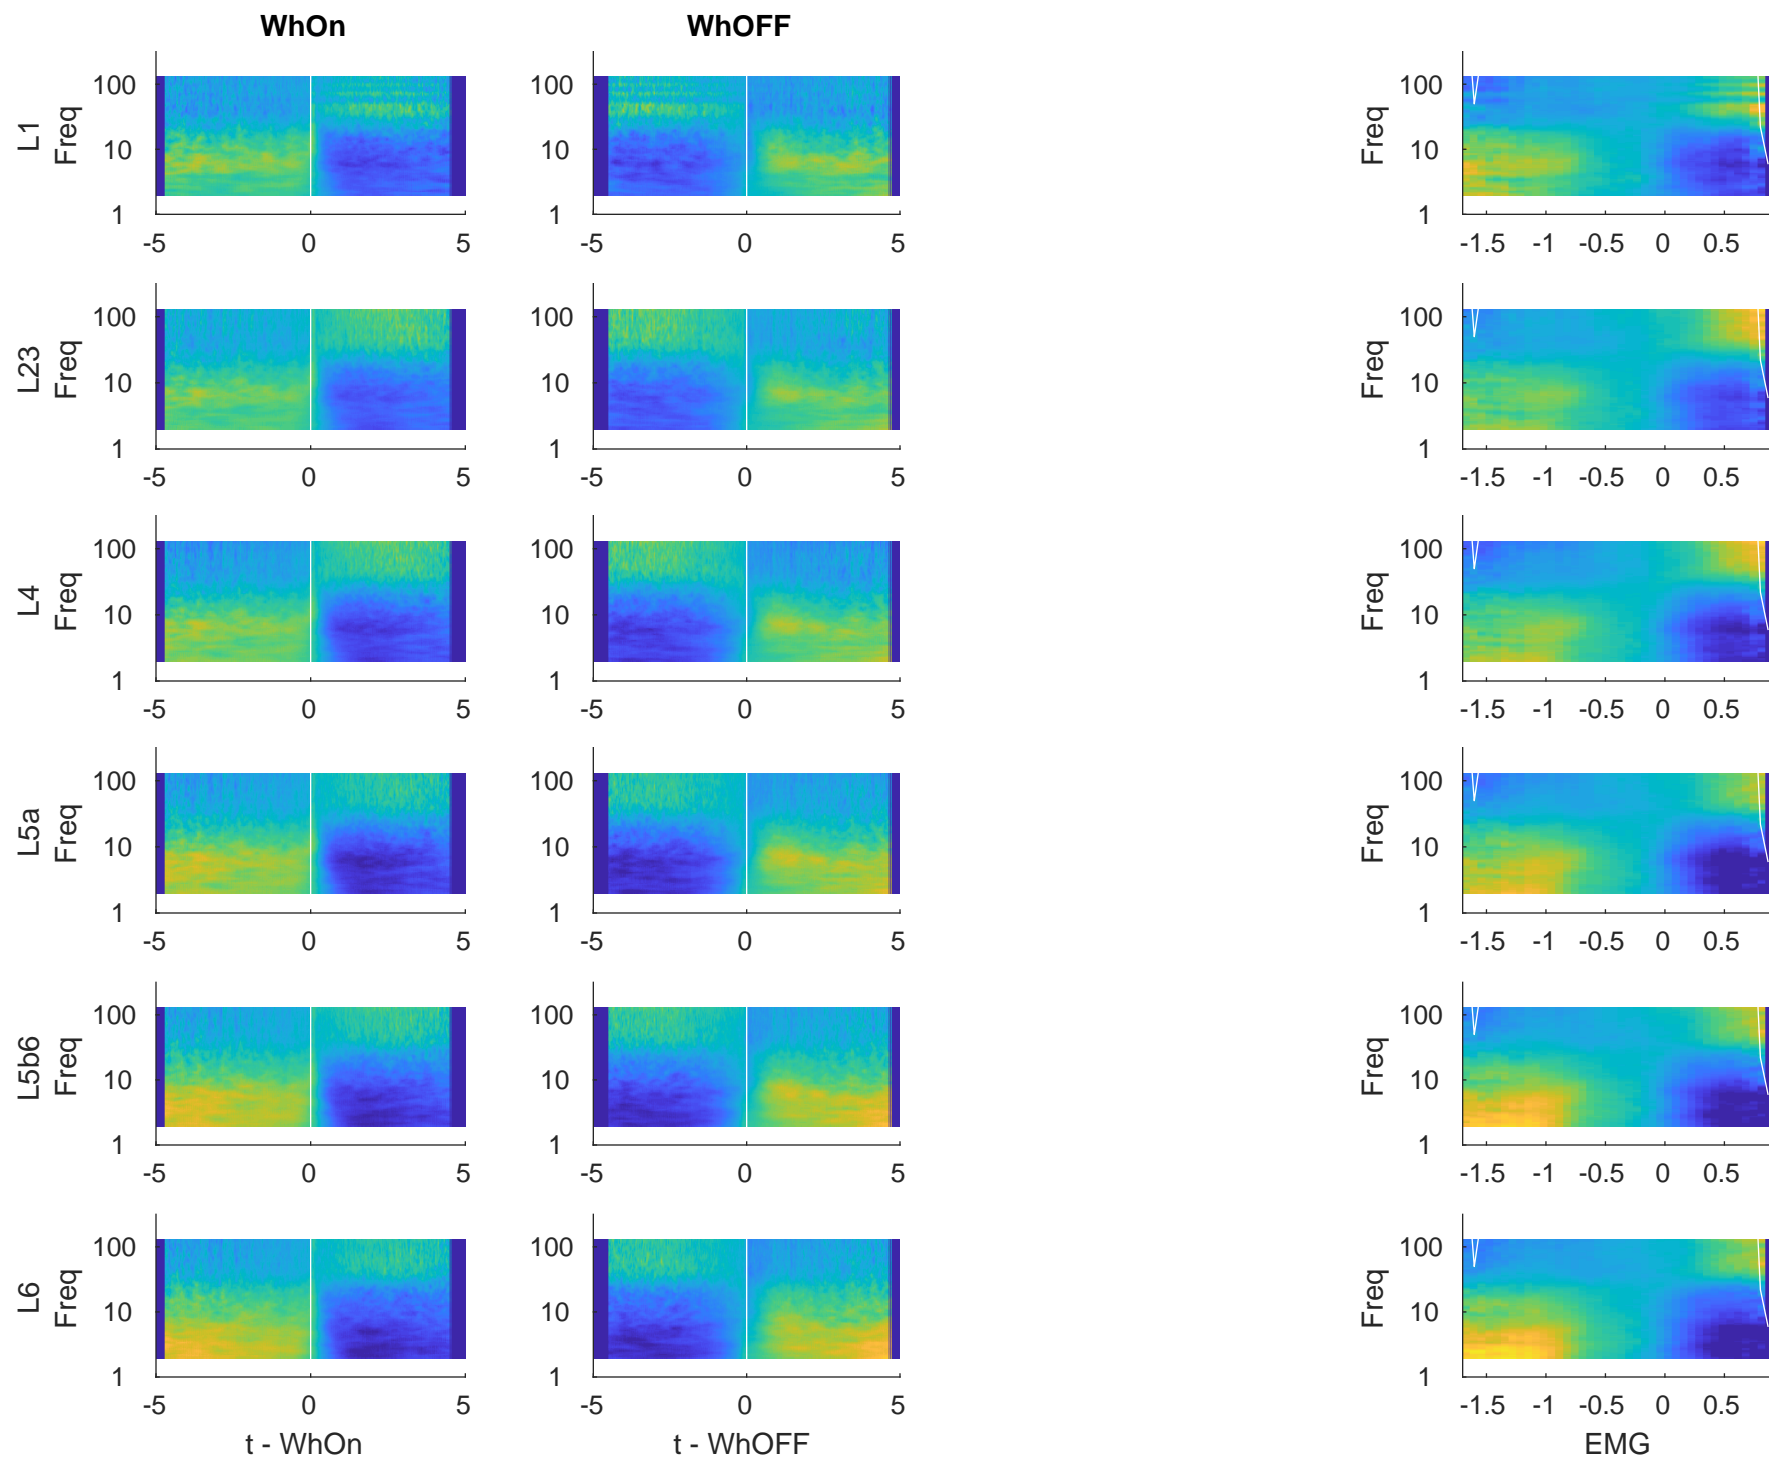 WhOn WhOFF
L1 Freq 100 10 1 100 10 1 Freq 100 10 1
-5 0 5 -5 0 5 -1.5 -1 -0.5 0 0.5
L23 Freq 100 10 1 100 10 1 Freq 100 10 1
-5 0 5 -5 0 5 -1.5 -1 -0.5 0 0.5
L4 Freq 100 10 1 100 10 1 Freq 100 10 1
-5 0 5 -5 0 5 -1.5 -1 -0.5 0 0.5
L5a Freq 100 10 1 100 10 1 Freq 100 10 1
-5 0 5 -5 0 5 -1.5 -1 -0.5 0 0.5
L5b6 Freq 100 10 1 100 10 1 Freq 100 10 1
-5 0 5 -5 0 5 -1.5 -1 -0.5 0 0.5
L6 Freq 100 10 1 100 10 1 Freq 100 10 1
-5 0 5 -5 0 5 -1.5 -1 -0.5 0 0.5
t - WhOn t - WhOFF EMG